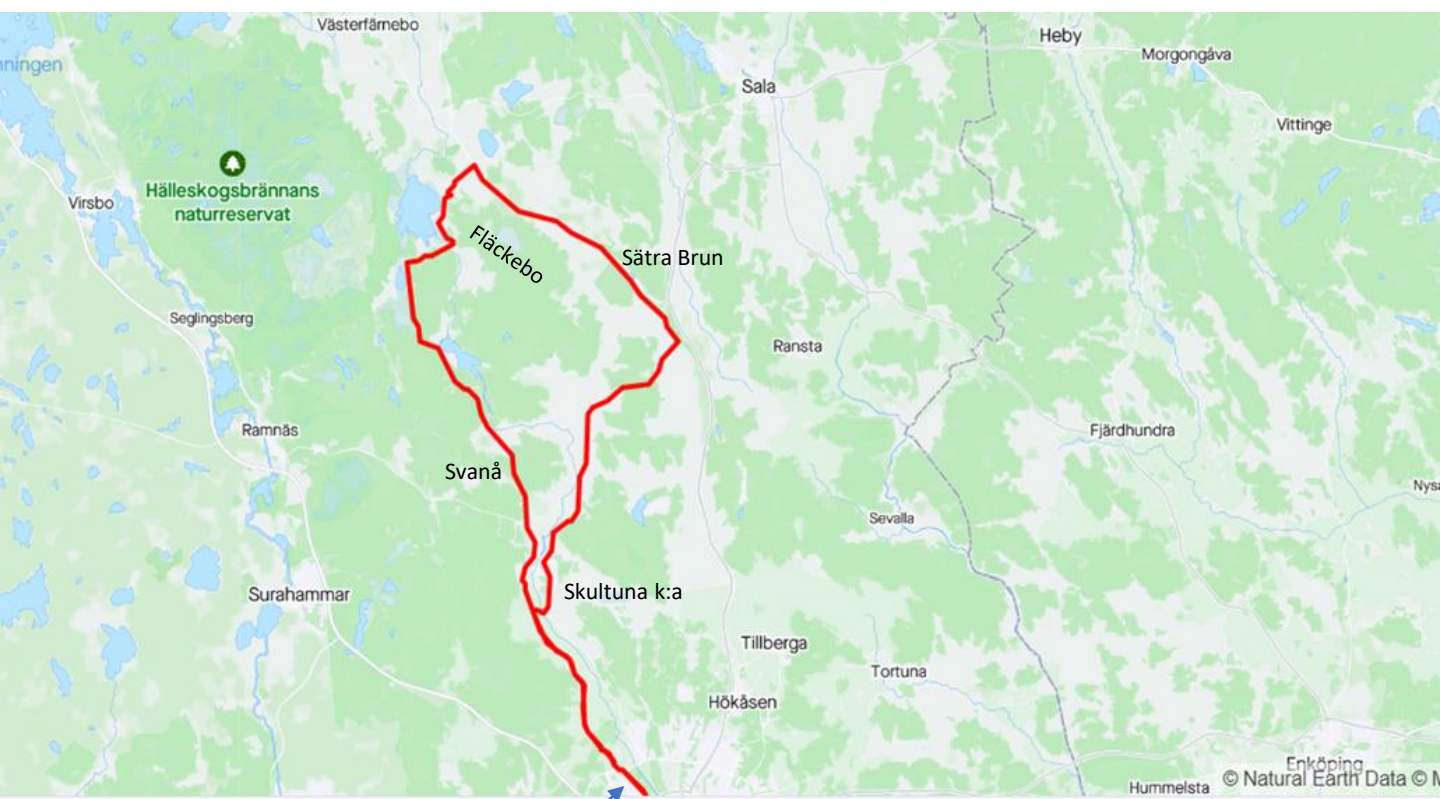 Västerfärnebo
Heby
Morgongåva
ningen
Sala
Vittinge
Hälleskogsbrännans
naturreservat
Virsbo
Fläckebo
Sätra Brun
Seglingsberg
Ransta
Ramnäs
Fjärdhundra
Svanå
Nysä
Sevalla
Surahammar
Skultuna k:a
Tillberga
Tortuna
Hökåsen
Enköping
Hummelsta
© Natural Earth Data © M